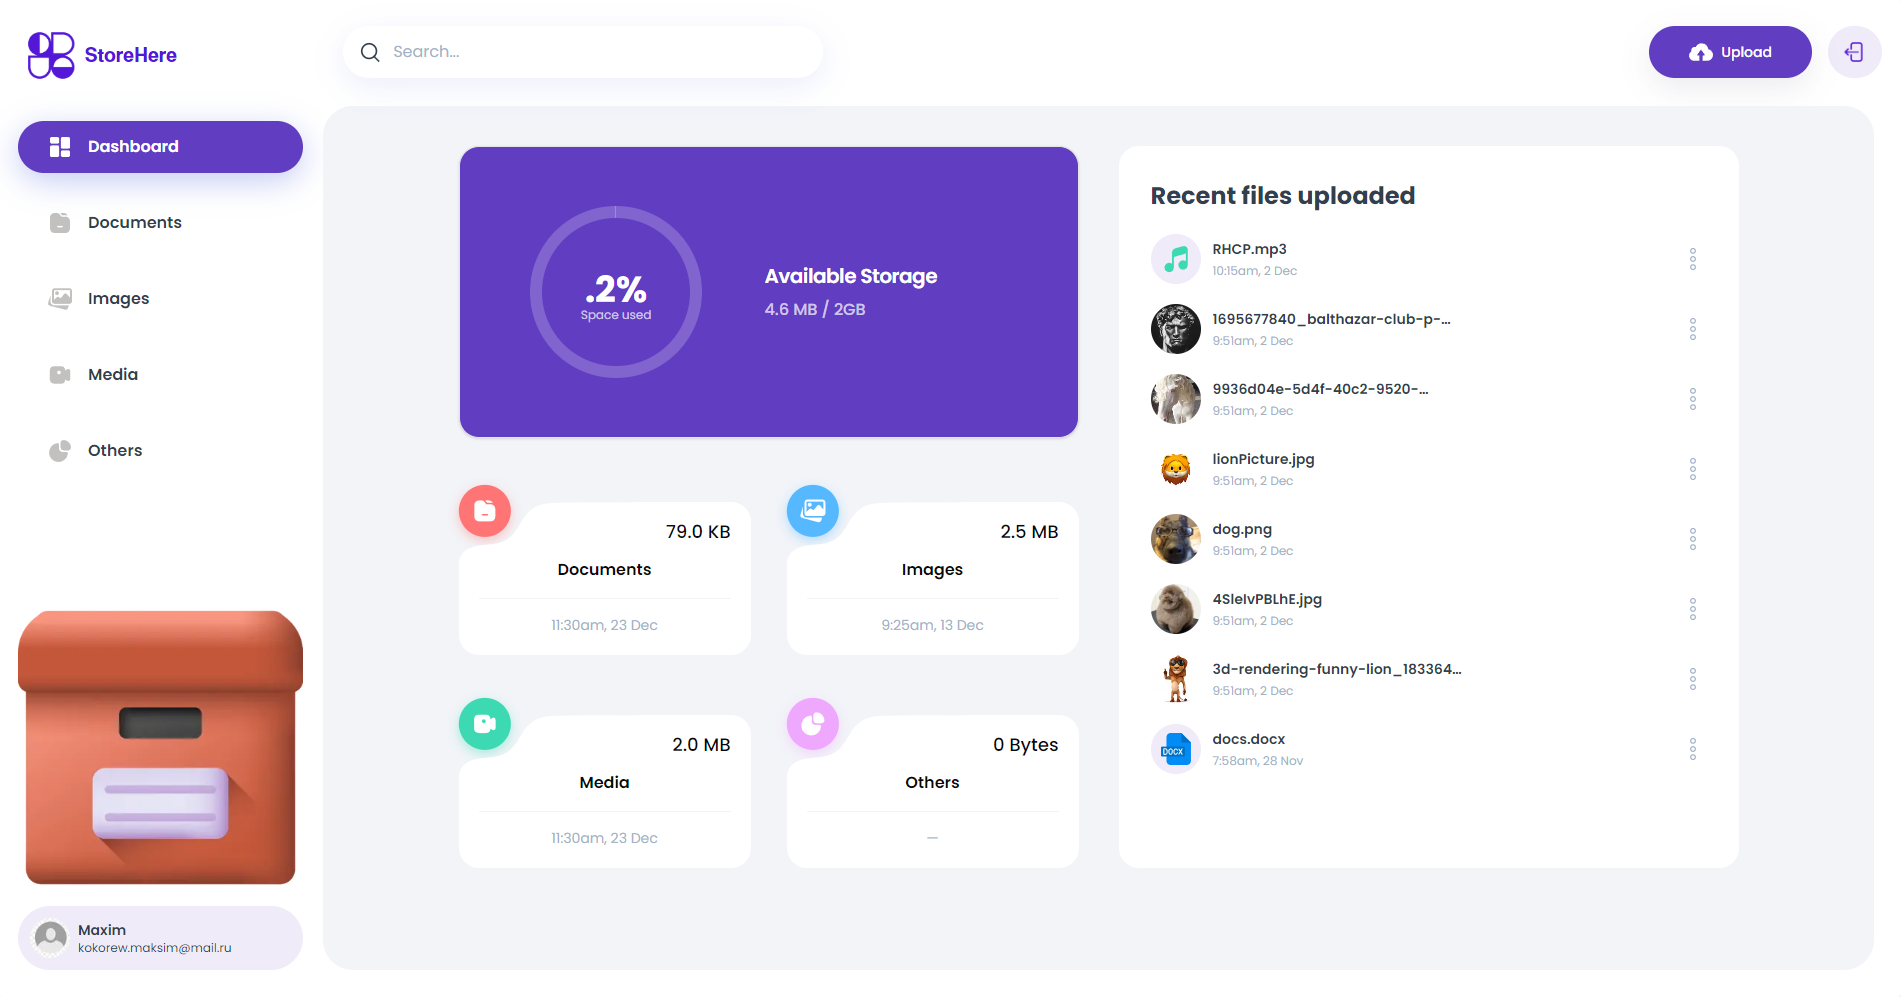 StoreHere
Search...
Upload
Dashboard
Documents
Images
Media
Others
Maxim
kokorew.maksim@mail.ru
.2%
Space used
Available Storage
4.6 MB / 2GB
79.0 KB
Documents
11:30am, 23 Dec
2.5 MB
Images
9:25am, 13 Dec
2.0 MB
Media
11:30am, 23 Dec
0 Bytes
Others
—
Recent files uploaded
RHCP.mp3
10:15am, 2 Dec
1695677840_balthazar-club-p-...
9:51am, 2 Dec
9936d04e-5d4f-40c2-9520-...
9:51am, 2 Dec
lionPicture.jpg
9:51am, 2 Dec
dog.png
9:51am, 2 Dec
4SleIvPBLhE.jpg
9:51am, 2 Dec
3d-rendering-funny-lion_183364...
9:51am, 2 Dec
DOCX
docs.docx
7:58am, 28 Nov